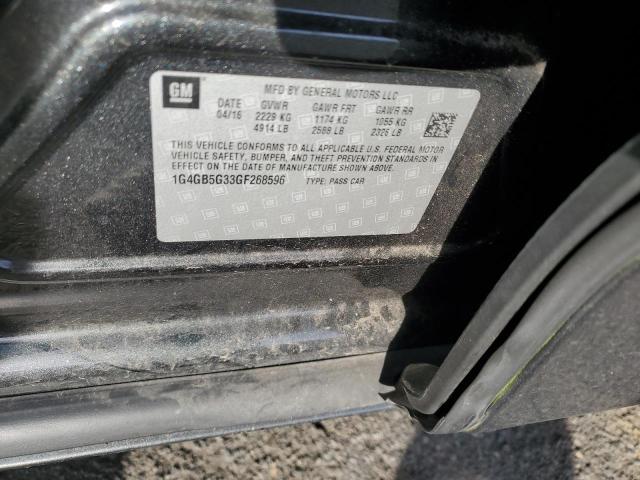 GM
MFD BY GENERAL MOTORS LLC
DATE GVWR GAWR FRT GAWR RR
04/16 2229 KG 1174 KG 1055 KG
4914 LB 2588 LB 2326 LB
THIS VEHICLE CONFORMS TO ALL APPLICABLE U.S. FEDERAL MOTOR
VEHICLE SAFETY, BUMPER, AND THEFT PREVENTION STANDARDS IN
EFFECT ON THE DATE OF MANUFACTURE SHOWN ABOVE.
1G4GB5G33GF268596 TYPE: PASS CAR